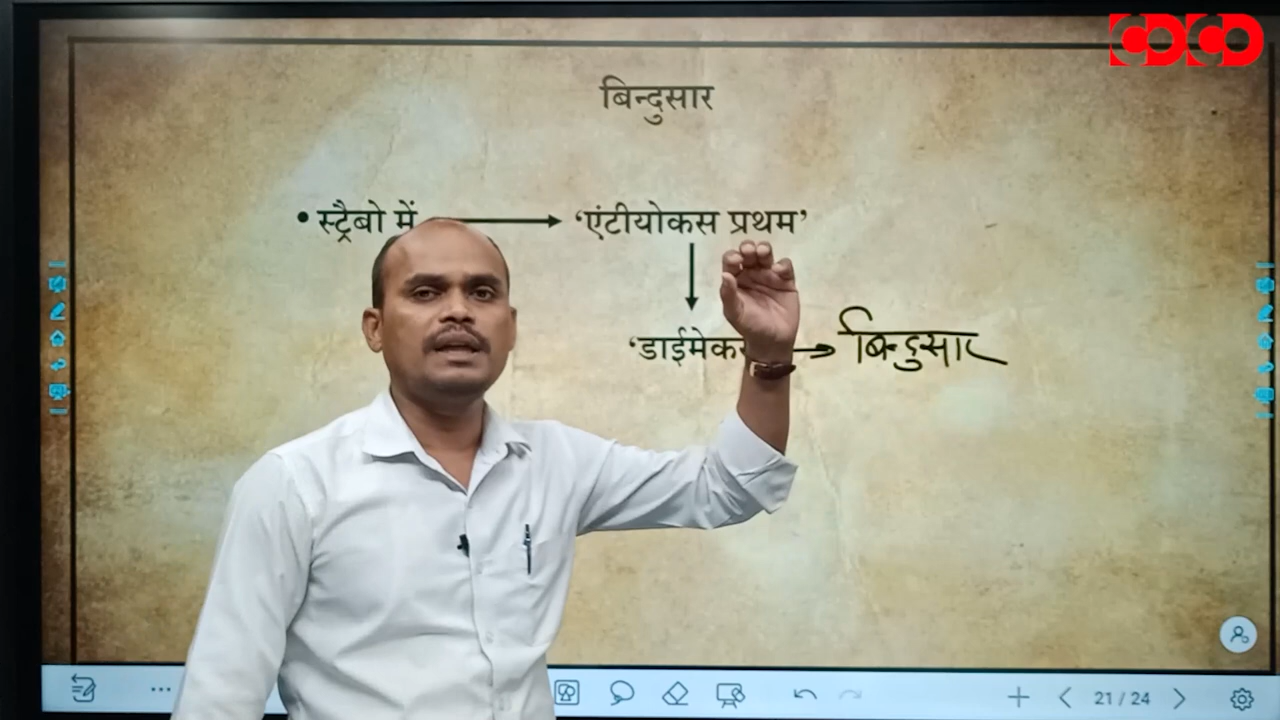 बिन्दुसार
• स्ट्रैबो में → ‘एंटीयोकस प्रथम’
→ बिन्दुसार
21 / 24